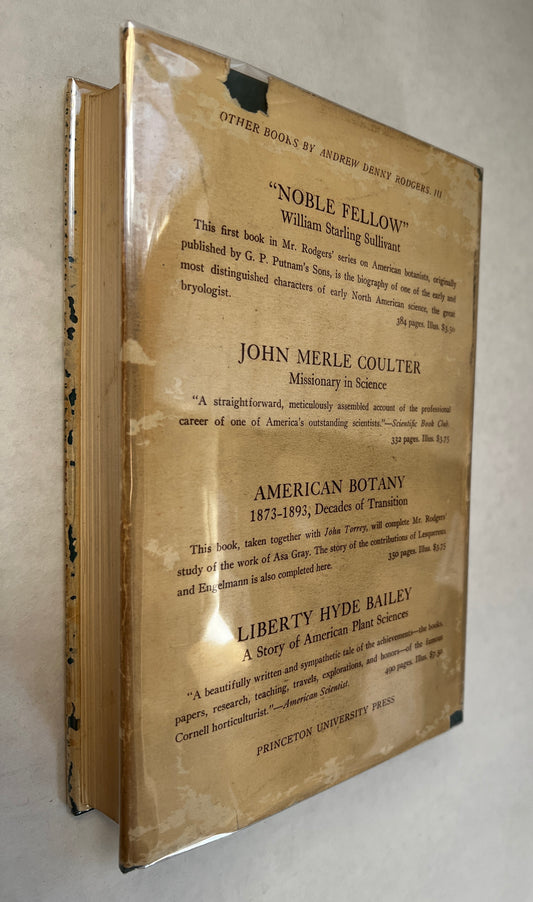 OTHER BOOKS BY ANDREW DENNY RODGERS, III
"NOBLE FELLOW"
William Starling Sullivant
This first book in Mr. Rodgers' series on American botanists, originally
published by G. P. Putnam's Sons, is the biography of one of the early and
most distinguished characters of early North American science, the great
bryologist.
384 pages. Illus. $3.50
JOHN MERLE COULTER
Missionary in Science
"A straightforward, meticulously assembled account of the professional
career of one of America's outstanding scientists."—Scientific Book Club.
332 pages. Illus. $3.75
AMERICAN BOTANY
1873-1893, Decades of Transition
This book, taken together with John Torrey, will complete Mr. Rodgers'
study of the work of Asa Gray. The story of the contributions of Lesquereux
and Engelmann is also completed here.
350 pages. Illus. $3.75
LIBERTY HYDE BAILEY
A Story of American Plant Sciences
"A beautifully written and sympathetic tale of the achievements—the books,
papers, research, teaching, travels, explorations, and honors—of the famous
Cornell horticulturist."—American Scientist.
490 pages. Illus. $7.50
PRINCETON UNIVERSITY PRESS